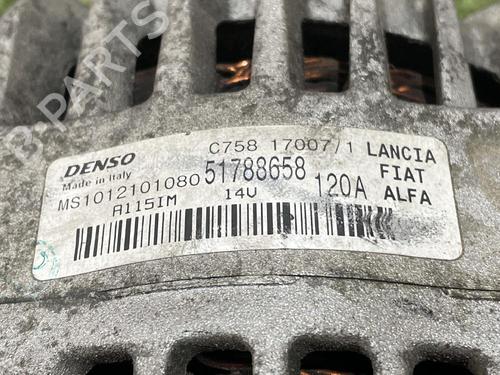 B-PARTS
C758 17007/1
DENSO
Made in Italy
MS1012101080
51788658
A115IM
14V
120A
LANCIA
FIAT
ALFA